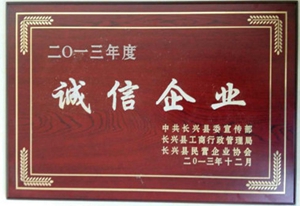 二〇一三年度
诚信企业
中共长兴县委宣传部
长兴县工商行政管理局
长兴县民营企业协会
二〇一三年十二月